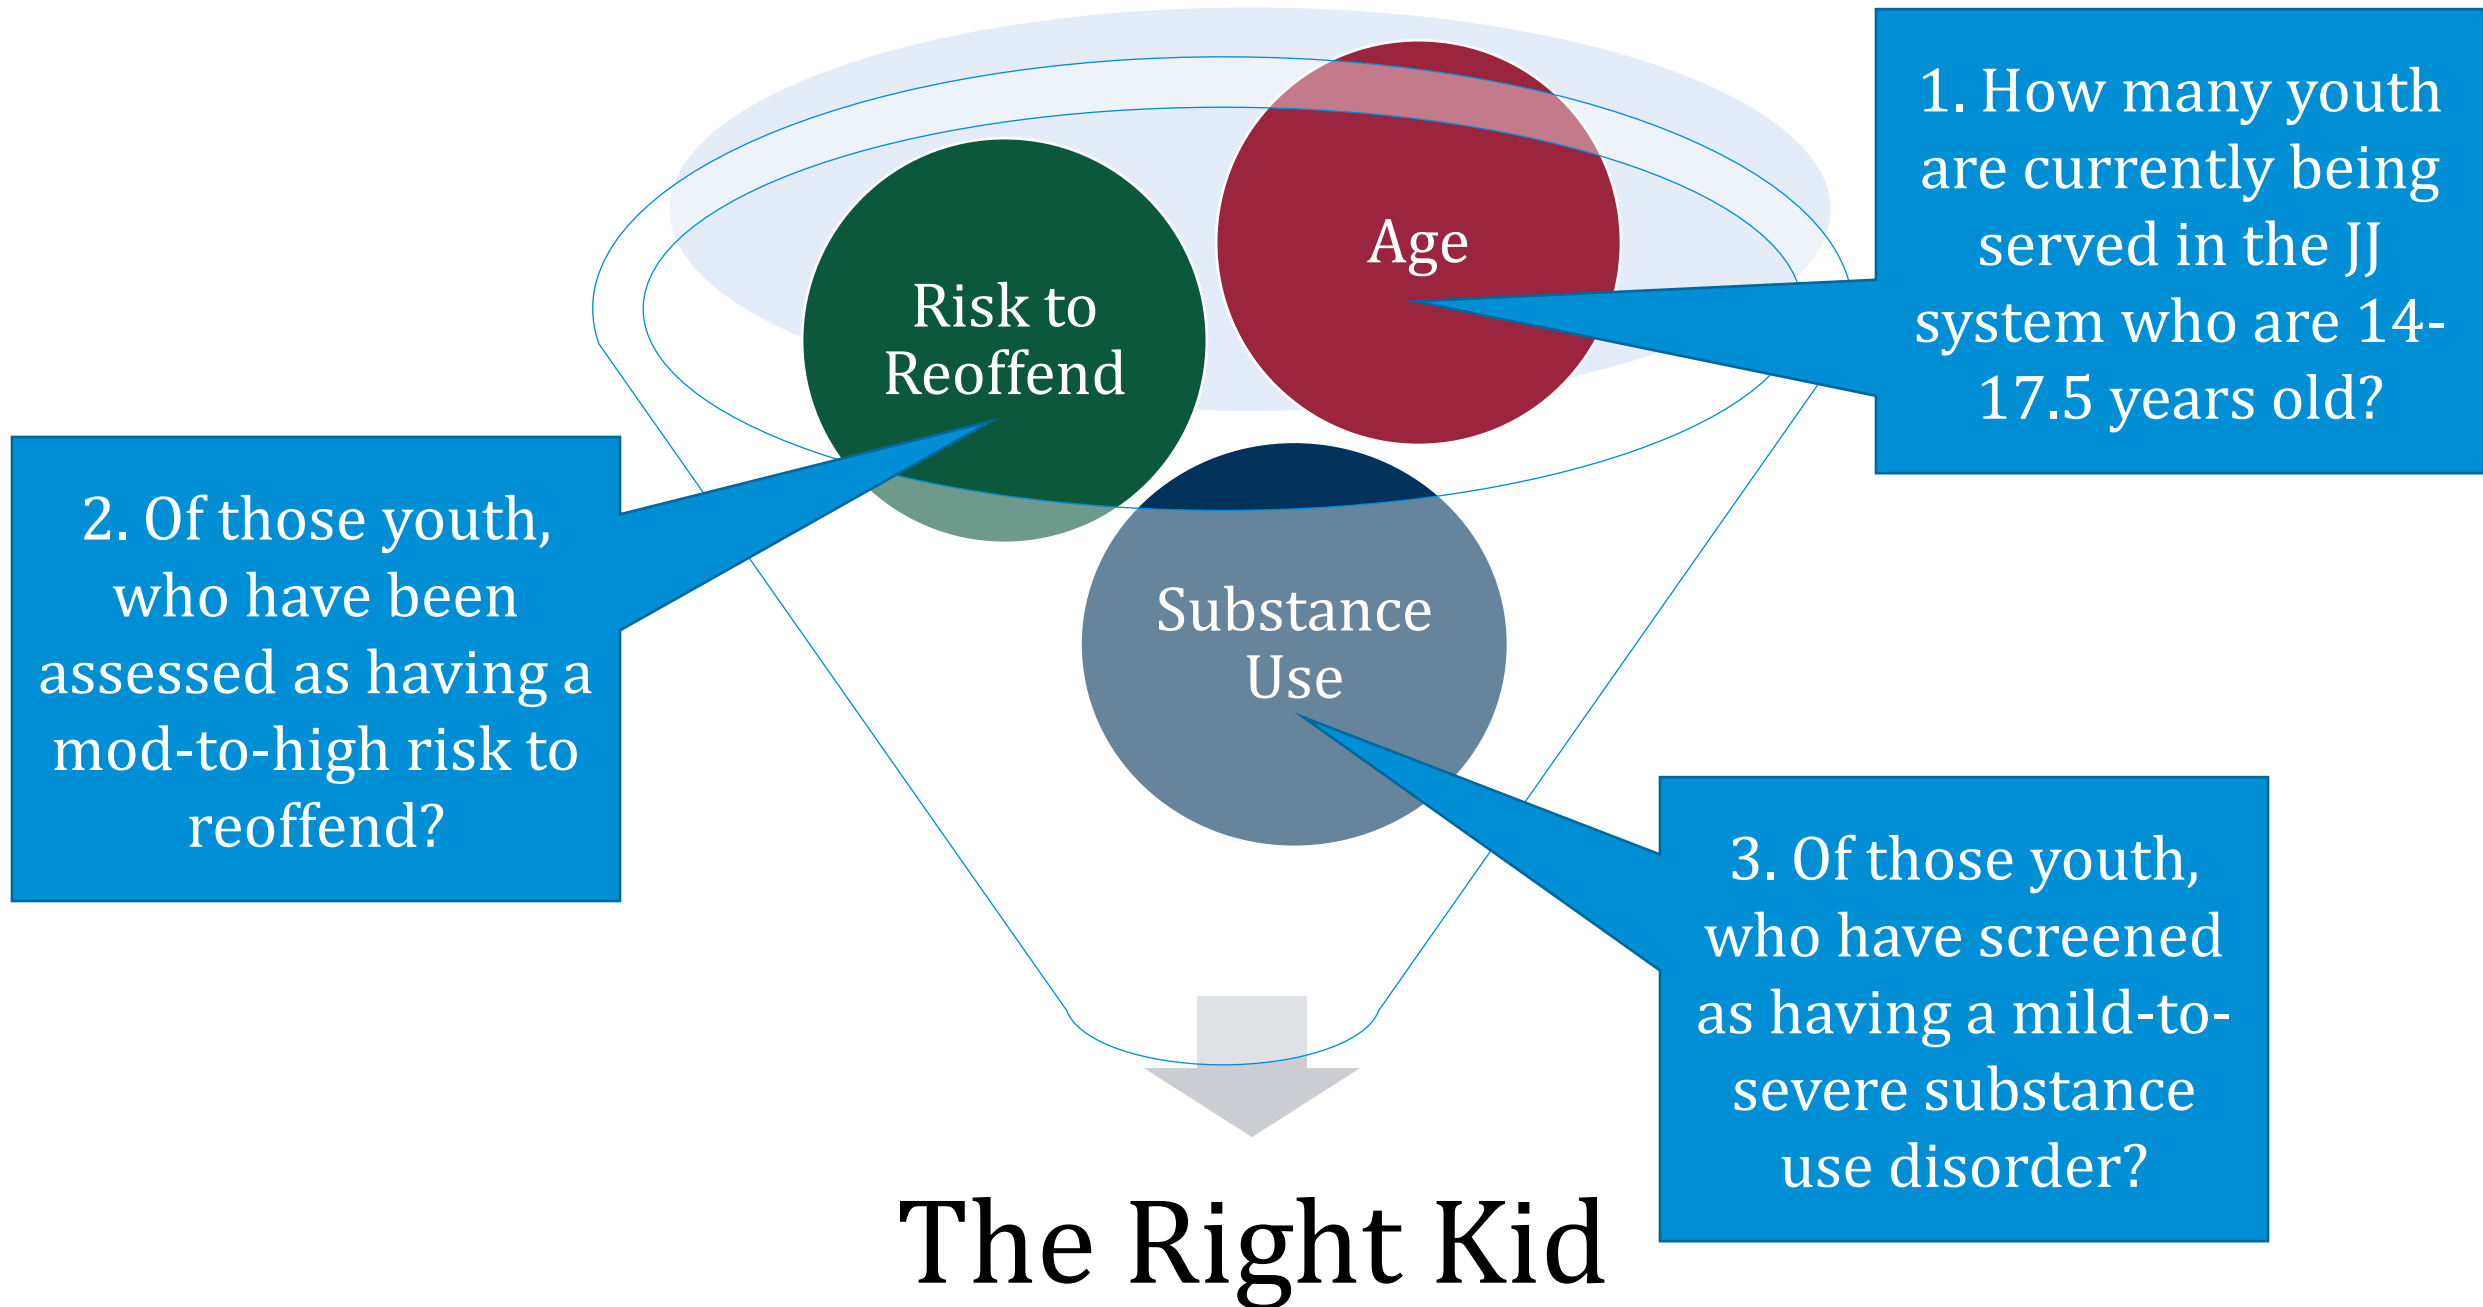 Age
Risk to
Reoffend
Substance
Use
1. How many youth
are currently being
served in the JJ
system who are 14-
17.5 years old?
2. Of those youth,
who have been
assessed as having a
mod-to-high risk to
reoffend?
3. Of those youth,
who have screened
as having a mild-to-
severe substance
use disorder?
The Right Kid